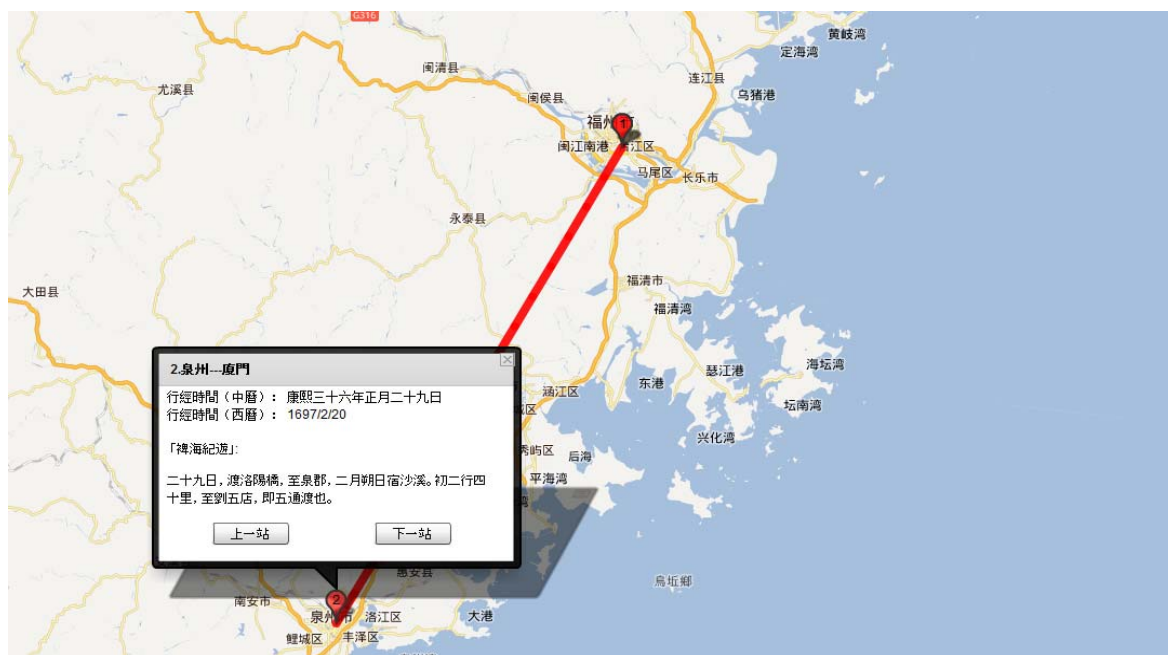 G316
黄岐湾
定海湾
闽清县
连江县
尤溪县
闽侯县
乌猪港
福州
1
闽江南港
江区
马尾区
长乐市
永泰县
福清市
大田县
福清湾
海坛湾
瑟江港
东港
涵江区
坛南湾
兴化湾
秀屿区
后海
平海湾
2.泉州---廈門
行經時間（中曆）： 康熙三十六年正月二十九日
行經時間（西曆）： 1697/2/20
「裨海紀遊」:
二十九日，渡洛陽橋，至泉郡，二月朔日宿沙溪。初二行四
十里，至劉五店，即五通渡也。
上一站
下一站
惠安县
烏坵鄉
南安市
2
泉州市
洛江区
大港
鲤城区
丰泽区